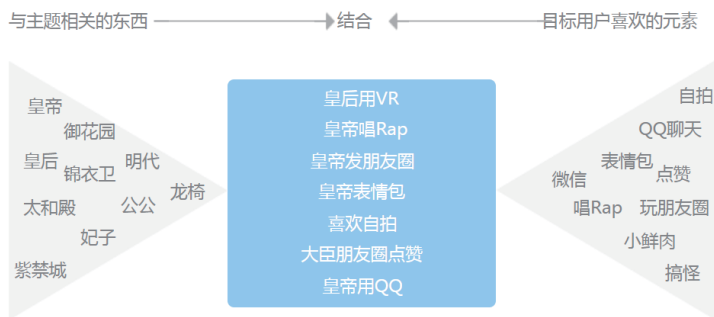 与主题相关的东西
结合
目标用户喜欢的元素
皇帝
御花园
皇后
锦衣卫
明代
龙椅
太和殿
公公
妃子
紫禁城
皇后用VR
皇帝唱Rap
皇帝发朋友圈
皇帝表情包
喜欢自拍
大臣朋友圈点赞
皇帝用QQ
自拍
QQ聊天
表情包
点赞
微信
唱Rap
玩朋友圈
小鲜肉
搞怪